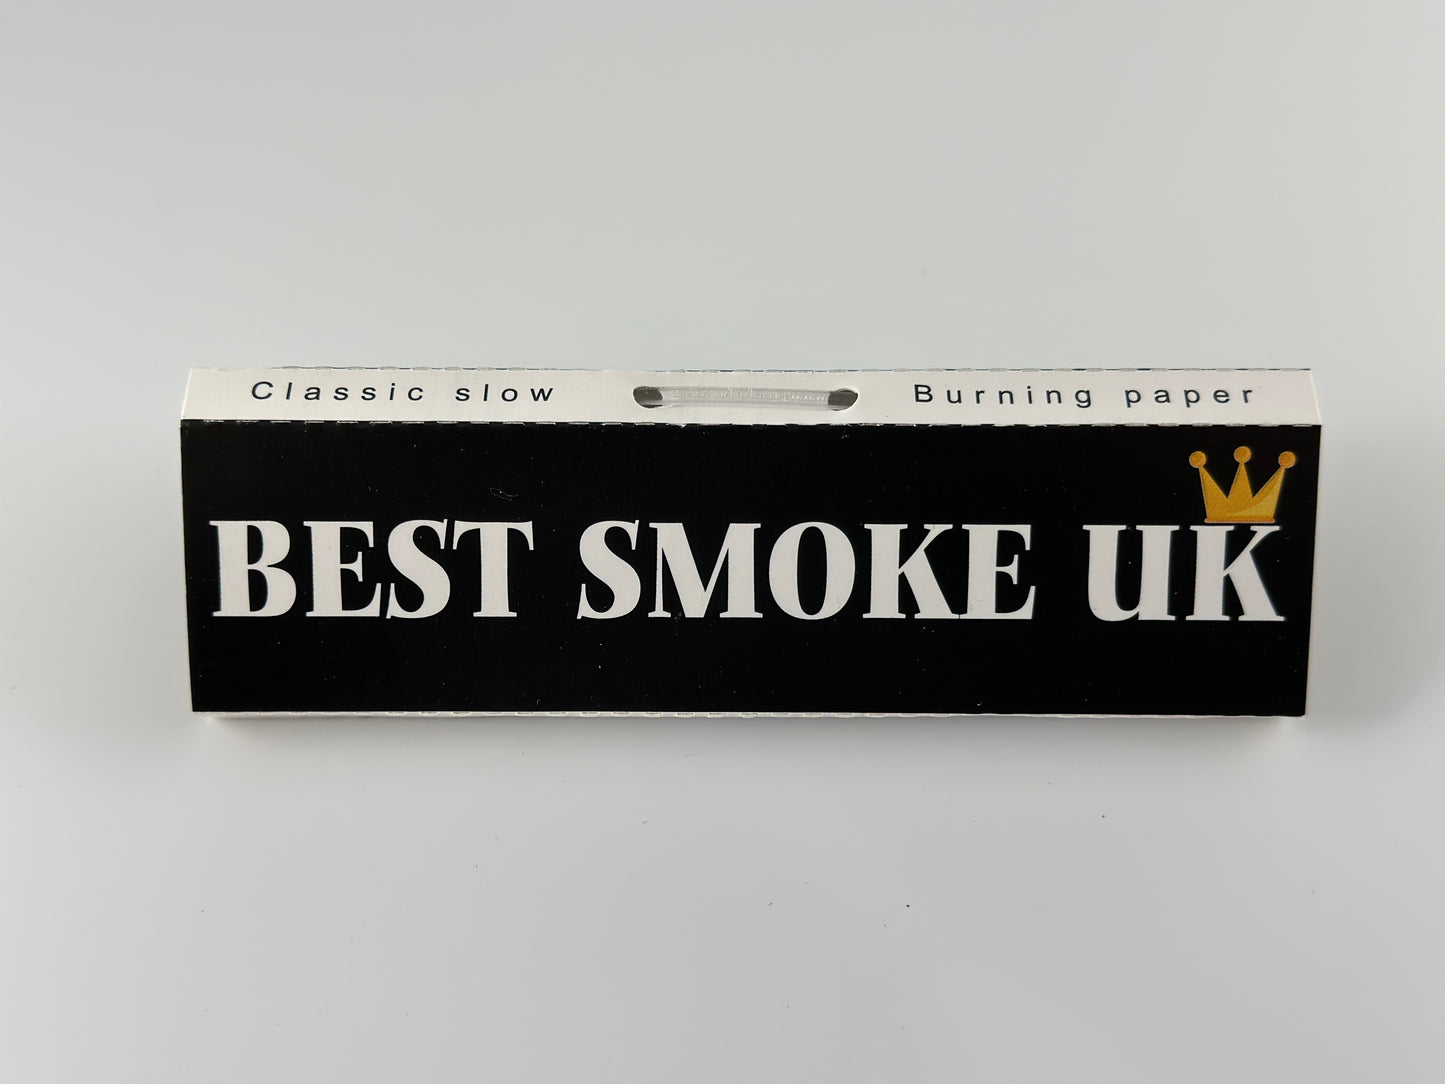 Classic slow Burning paper
BEST SMOKE UK